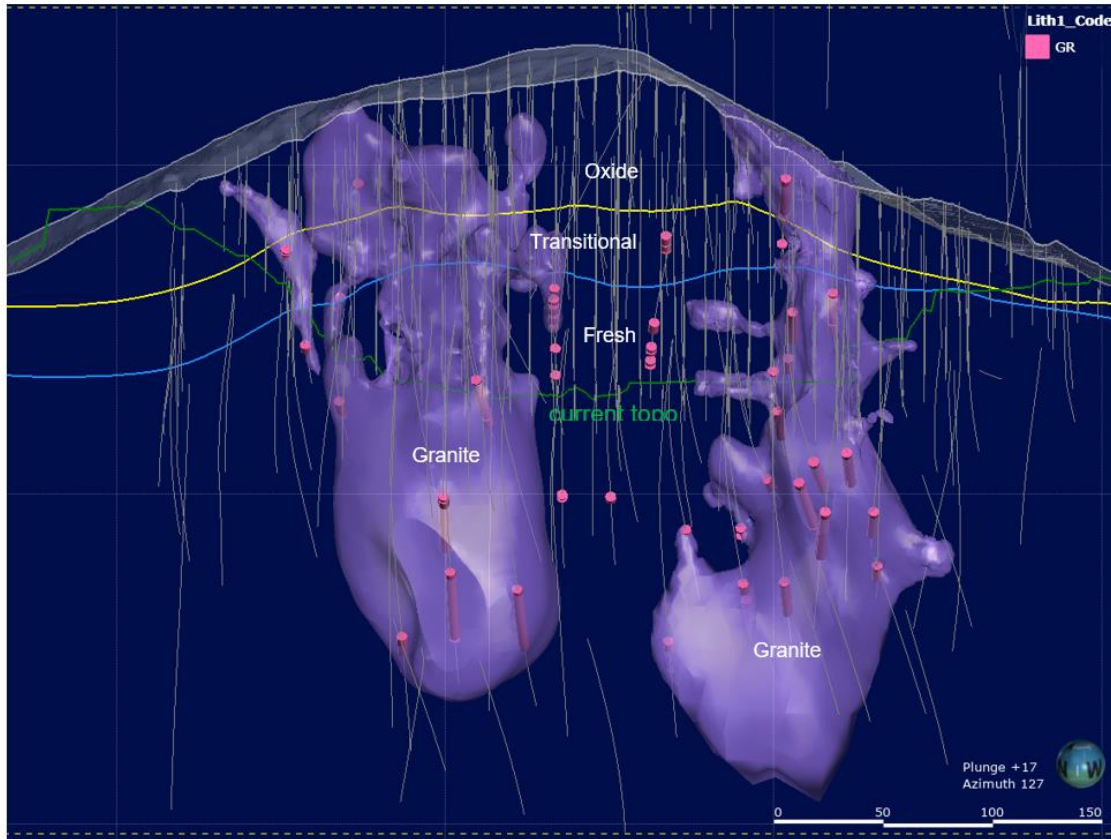 Lith1_Code
GR
Oxide
Transitional
Fresh
current topo
Granite
Granite
Plunge +17
Azimuth 127
N W
0 50 100 150